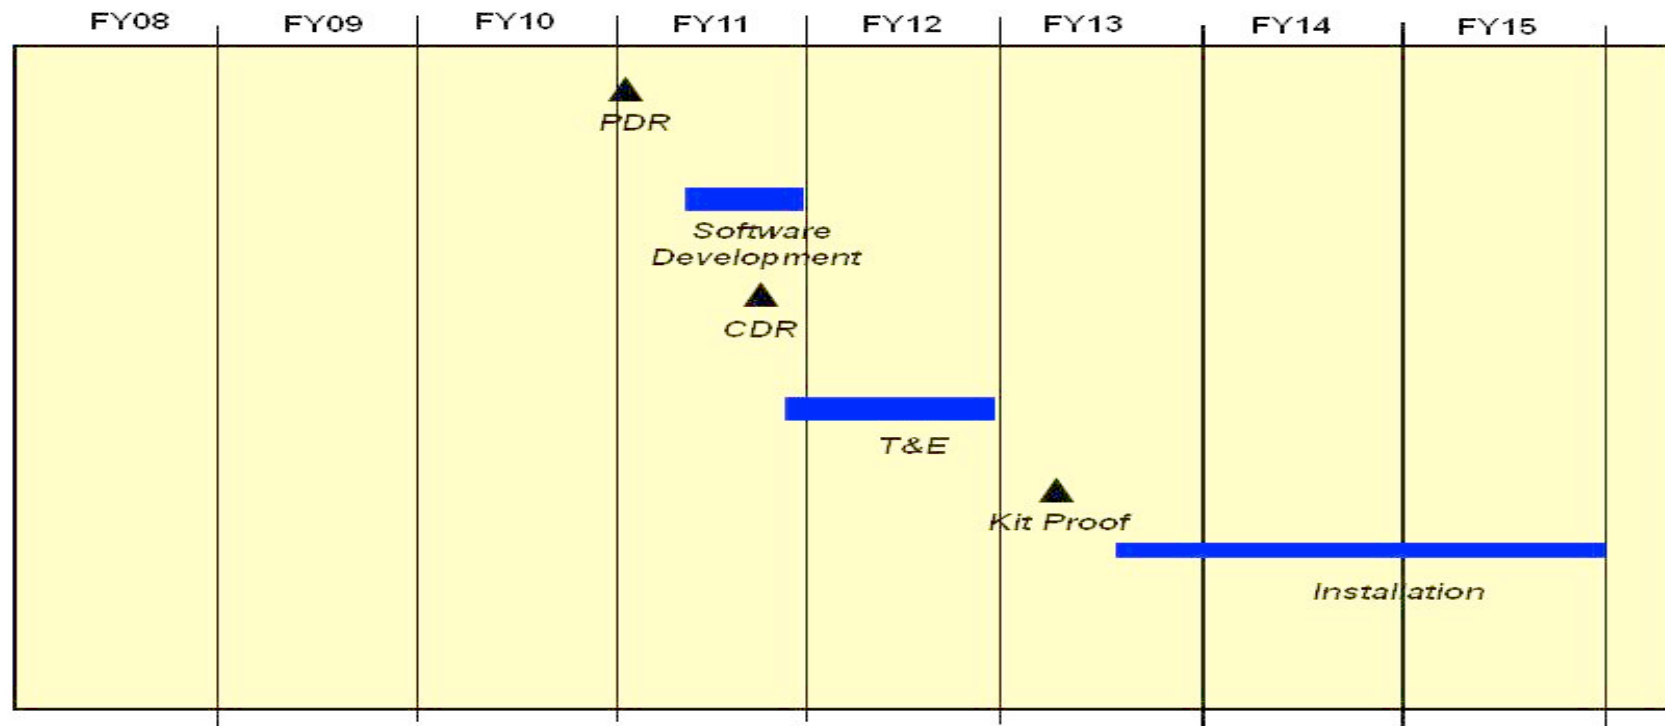 FY08 FY09 FY10 FY11 FY12 FY13 FY14 FY15
PDR
Software
Development
CDR
T&E
Kit Proof
Installation